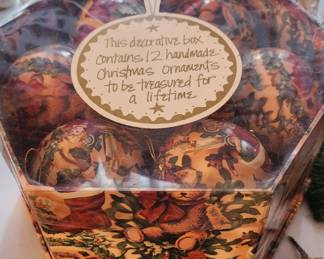 This decorative box
contains 12 handmade
Christmas ornaments
to be treasured for
a lifetime